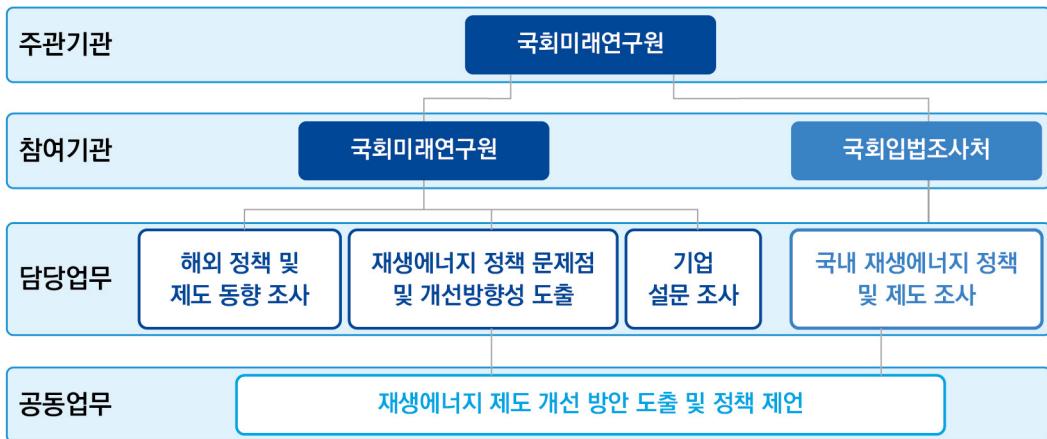 주관기관
국회미래연구원
참여기관
국회미래연구원
국회입법조사처
담당업무
해외 정책 및
제도 동향 조사
재생에너지 정책 문제점
및 개선방향성 도출
기업
설문 조사
국내 재생에너지 정책
및 제도 조사
공동업무
재생에너지 제도 개선 방안 도출 및 정책 제언